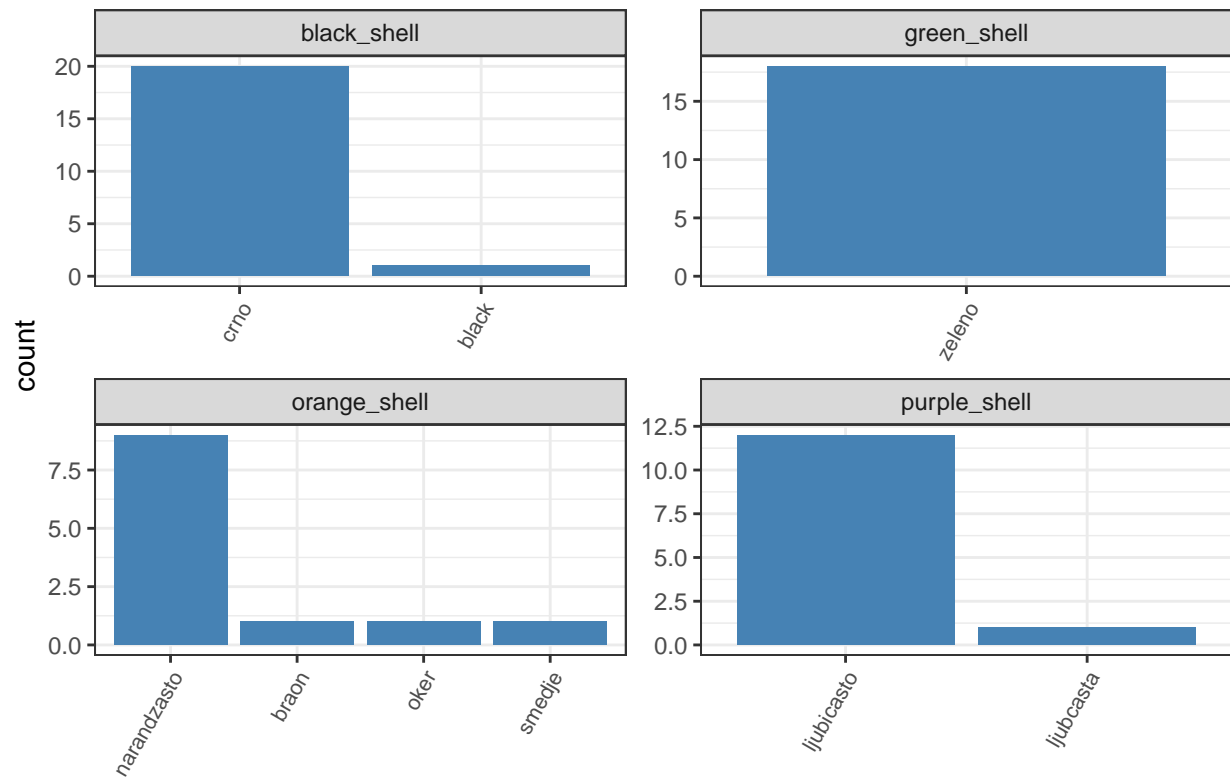 black_shell
20
15
10
5
0
crno
black
green_shell
15
10
5
0
zeleno
count
orange_shell
7.5
5.0
2.5
0.0
narandzasto
braon
oker
smedje
purple_shell
12.5
10.0
7.5
5.0
2.5
0.0
ljubicasto
ljubcasta